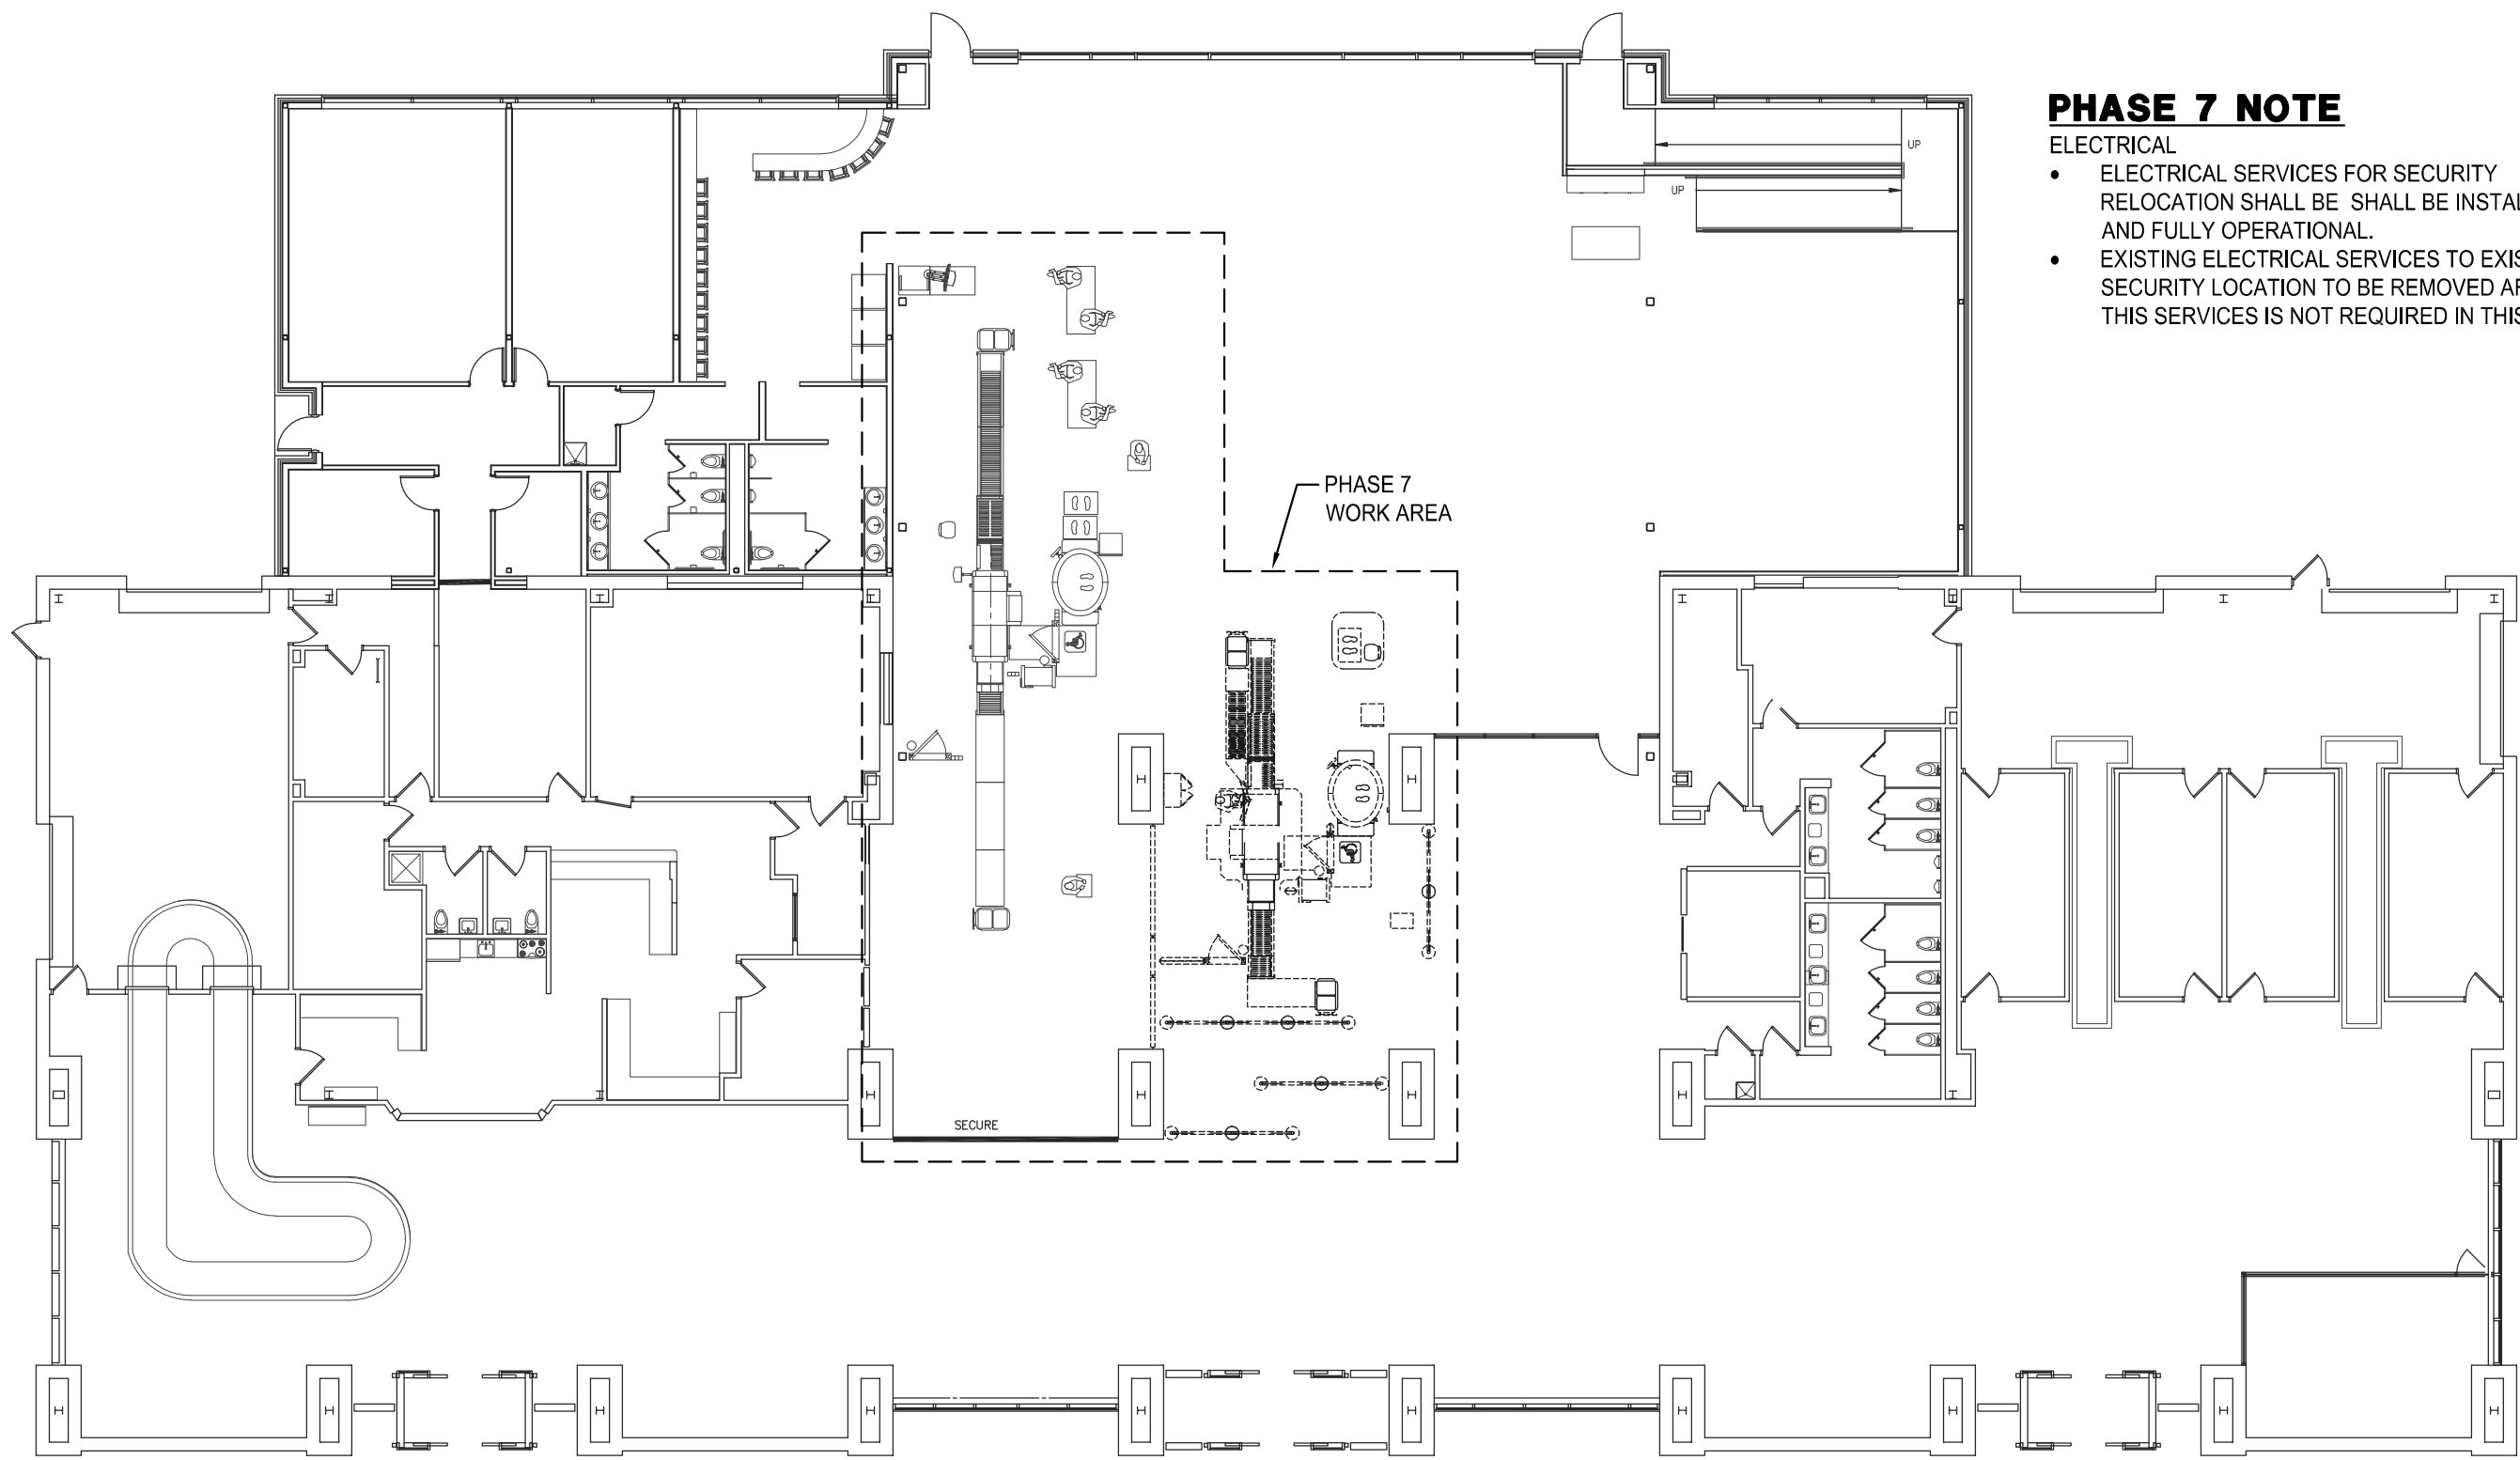 PHASE 7 NOTE
ELECTRICAL
• ELECTRICAL SERVICES FOR SECURITY
RELOCATION SHALL BE SHALL BE
AND FULLY OPERATIONAL.
• EXISTING ELECTRICAL SERVICES TO
SECURITY LOCATION TO BE REMOVED
THIS SERVICES IS NOT REQUIRED IN
UP
UP
PHASE 7
WORK AREA
SECURE